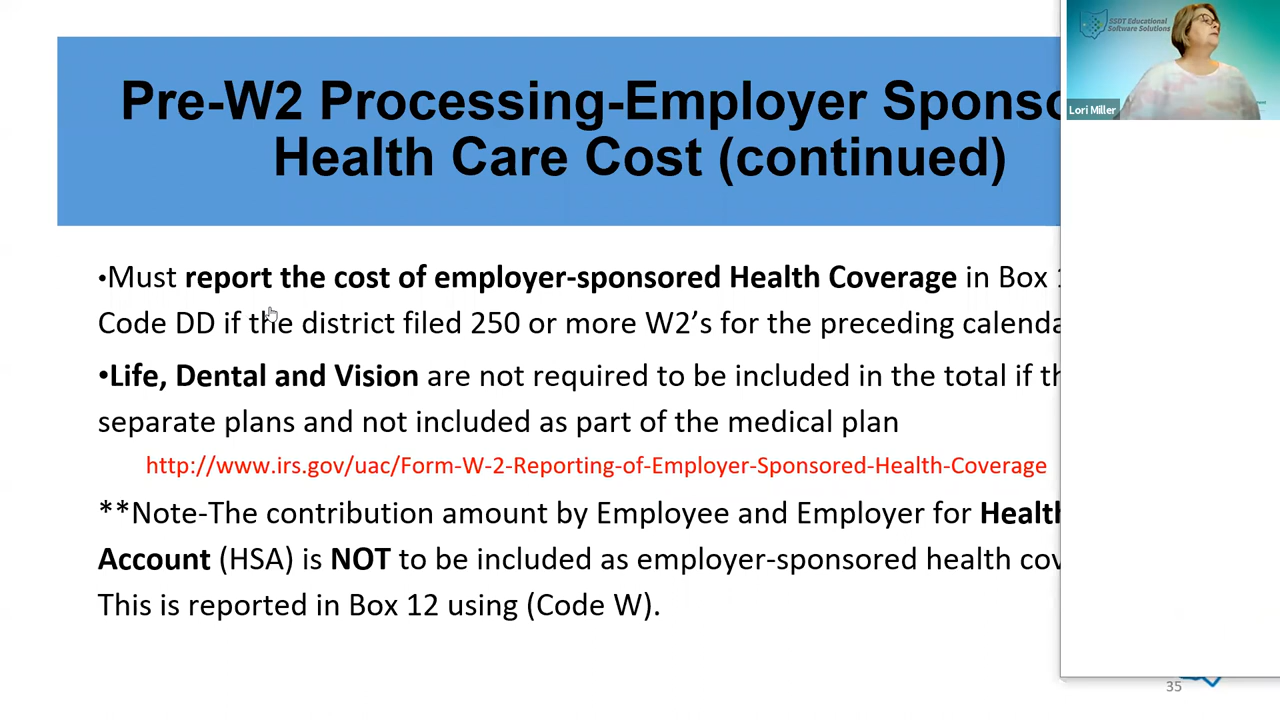 Pre-W2 Processing-Employer
Health Care Cost (continued)
SSDT Educational
Software Solutions
Lori Miller
•Must report the cost of employer-sponsored Health Coverage in Box
Code DD if the district filed 250 or more W2’s for the preceding
•Life, Dental and Vision are not required to be included in the total if
separate plans and not included as part of the medical plan
http://www.irs.gov/uac/Form-W-2-Reporting-of-Employer-Sponsored-Health-Coverage
**Note-The contribution amount by Employee and Employer for Health
Account (HSA) is NOT to be included as employer-sponsored health
This is reported in Box 12 using (Code W).
35